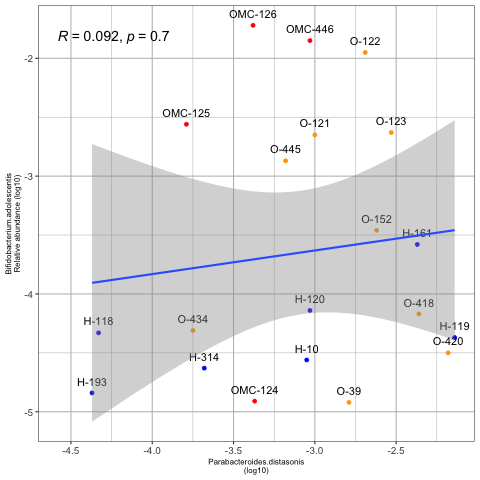 OMC-126
R = 0.092, p = 0.7
OMC-446
O-122
-2
OMC-125
O-121
O-123
O-445
-3
O-152
H-161
Bifidobacterium.adolescentis
Relative abundance (log10)
-4
H-118
O-434
H-120
O-418
H-119
O-420
H-314
H-10
H-193
OMC-124
O-39
-5
-4.5 -4.0 -3.5 -3.0 -2.5
Parabacteroides.distasonis
(log10)